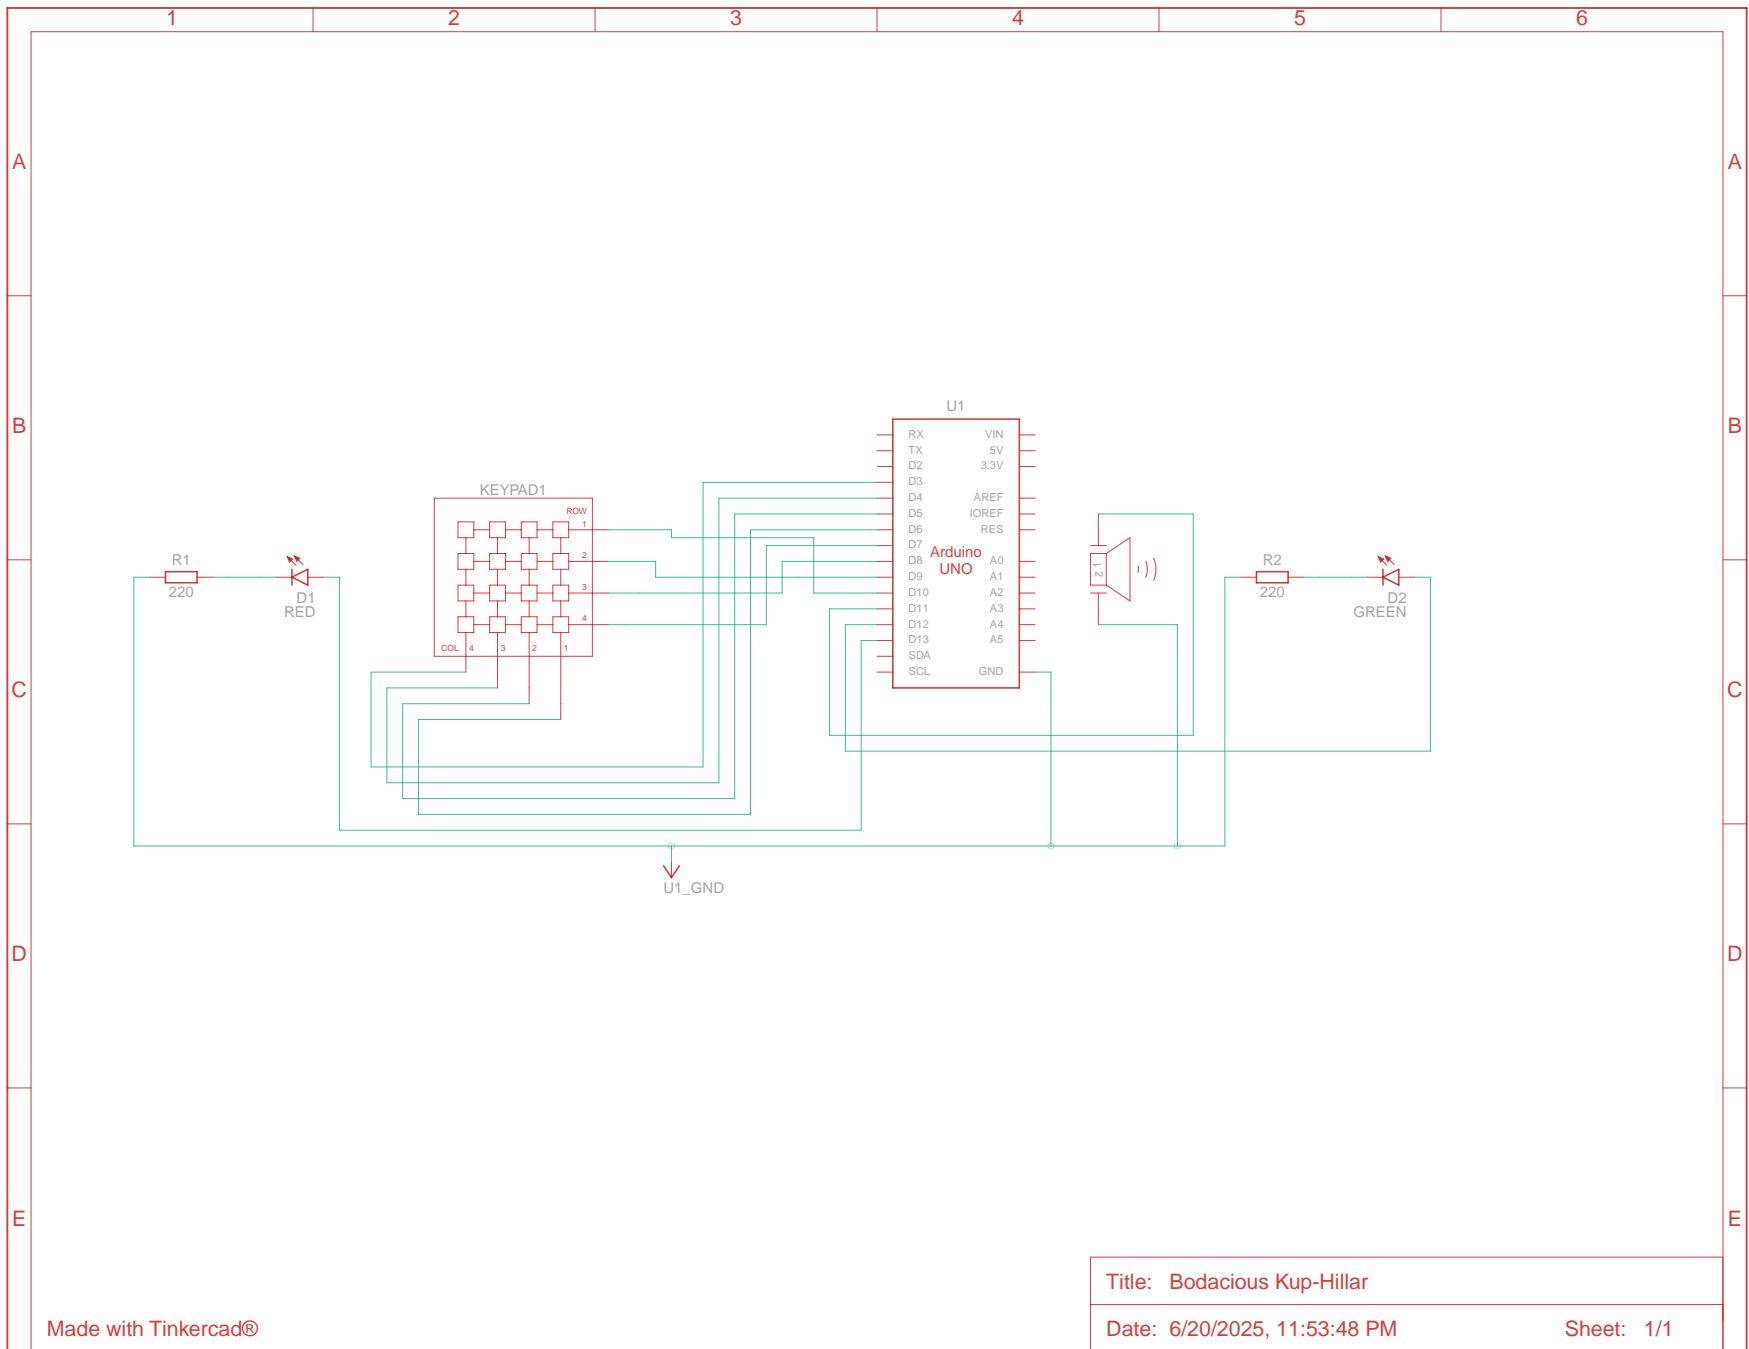 1 2 3 4 5 6
A A
B B
C C
D D
E E
U1
RX VIN
TX 5V
D2 3.3V
D3
D4 AREF
D5 IOREF
D6 RES
D7
D8 A0
D9 A1
D10 A2
D11 A3
D12 A4
D13 A5
SDA
SCL GND
Arduino
UNO
KEYPAD1
ROW
1
2
3
4
COL 4 3 2 1
R1
220
D1
RED
1 2
R2
220
D2
GREEN
U1_GND
Title: Bodacious Kup-Hillar
Made with Tinkercad®
Date: 6/20/2025, 11:53:48 PM Sheet: 1/1